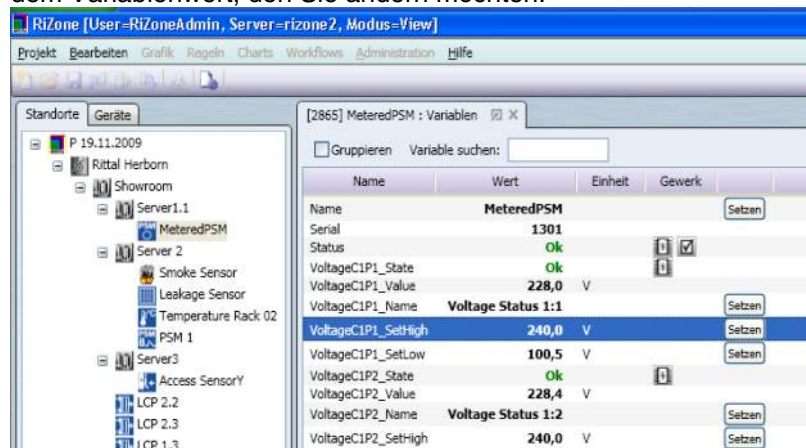 dem Variablenwert, den Sie ändern möchten.
RiZone [User=RiZoneAdmin, Server=rizone2, Modus=View]
Projekt Bearbeiten Grafik Regeln Charts Workflows Administration Hilfe
Standorte Geräte
P 19.11.2009
Rittal Herborn
Showroom
Server1.1
MeteredPSM
Server 2
Smoke Sensor
Leakage Sensor
Temperature Rack 02
PSM 1
Server3
Access SensorY
LCP 2.2
LCP 2.3
LCP 1.3
[2865] MeteredPSM : Variablen
Gruppieren Variable suchen:
Name Wert Einheit Gewerk
Name MeteredPSM Setzen
Serial 1301
Status Ok
VoltageC1P1_State Ok
VoltageC1P1_Value 228,0 V
VoltageC1P1_Name Voltage Status 1:1 Setzen
VoltageC1P1_SetHigh 240,0 V Setzen
VoltageC1P1_SetLow 100,5 V Setzen
VoltageC1P2_State Ok
VoltageC1P2_Value 228,4 V
VoltageC1P2_Name Voltage Status 1:2 Setzen
VoltageC1P2_SetHigh 240,0 V Setzen